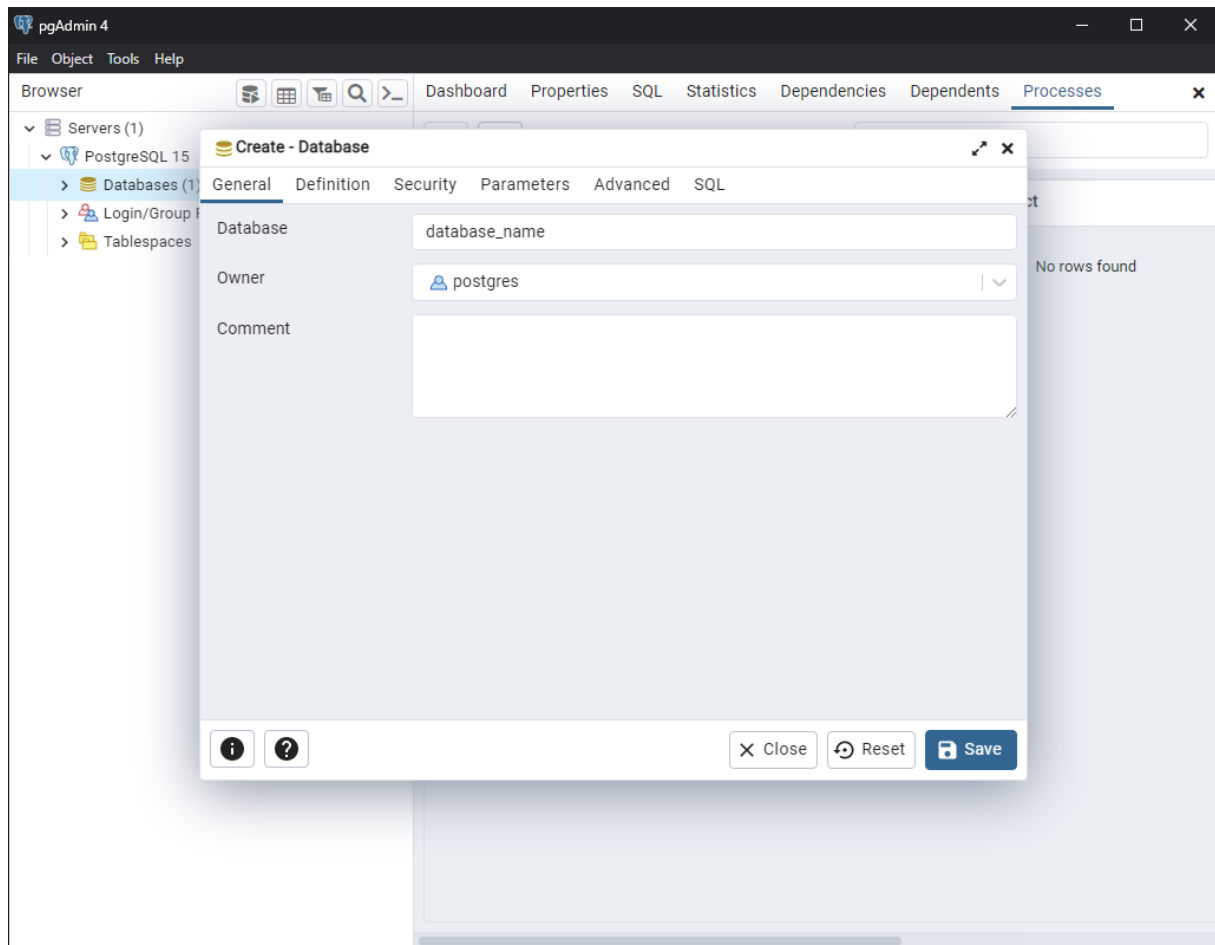 pgAdmin 4
File Object Tools Help
Browser
Dashboard Properties SQL Statistics Dependencies Dependents Processes
Servers (1)
PostgreSQL 15
Databases (1)
Login/Group
Tablespaces
Create - Database
General Definition Security Parameters Advanced SQL
Database
database_name
Owner
postgres
Comment
No rows found
Close Reset Save